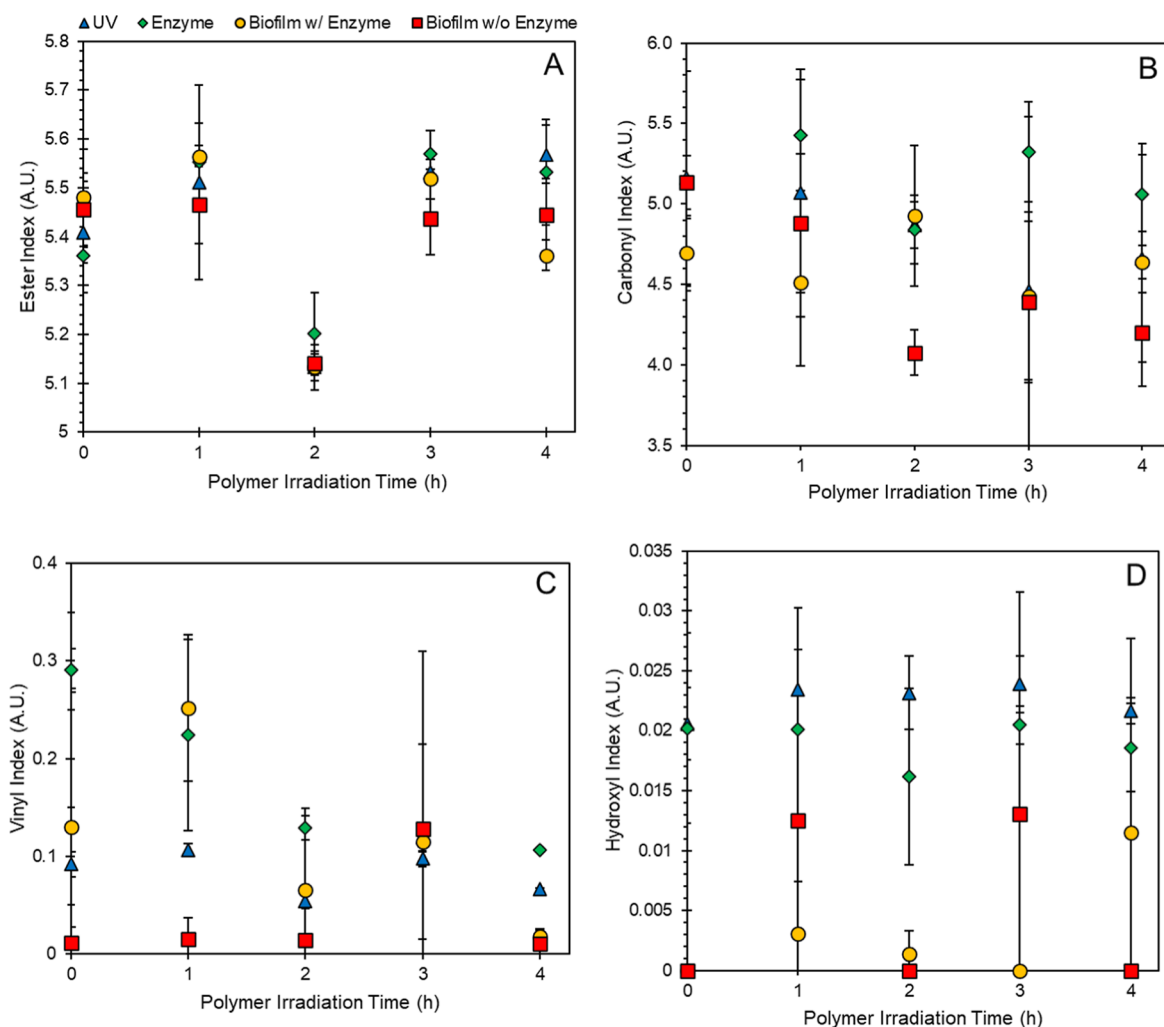 UV Enzyme Biofilm w/ Enzyme Biofilm w/o Enzyme
A
Ester Index (A.U.)
5.8
5.7
5.6
5.5
5.4
5.3
5.2
5.1
5
0 1 2 3 4
Polymer Irradiation Time (h)
B
Carbonyl Index (A.U.)
6.0
5.5
5.0
4.5
4.0
3.5
0 1 2 3 4
Polymer Irradiation Time (h)
C
Vinyl Index (A.U.)
0.4
0.3
0.2
0.1
0
0 1 2 3 4
Polymer Irradiation Time (h)
D
Hydroxyl Index (A.U.)
0.035
0.03
0.025
0.02
0.015
0.01
0.005
0
0 1 2 3 4
Polymer Irradiation Time (h)